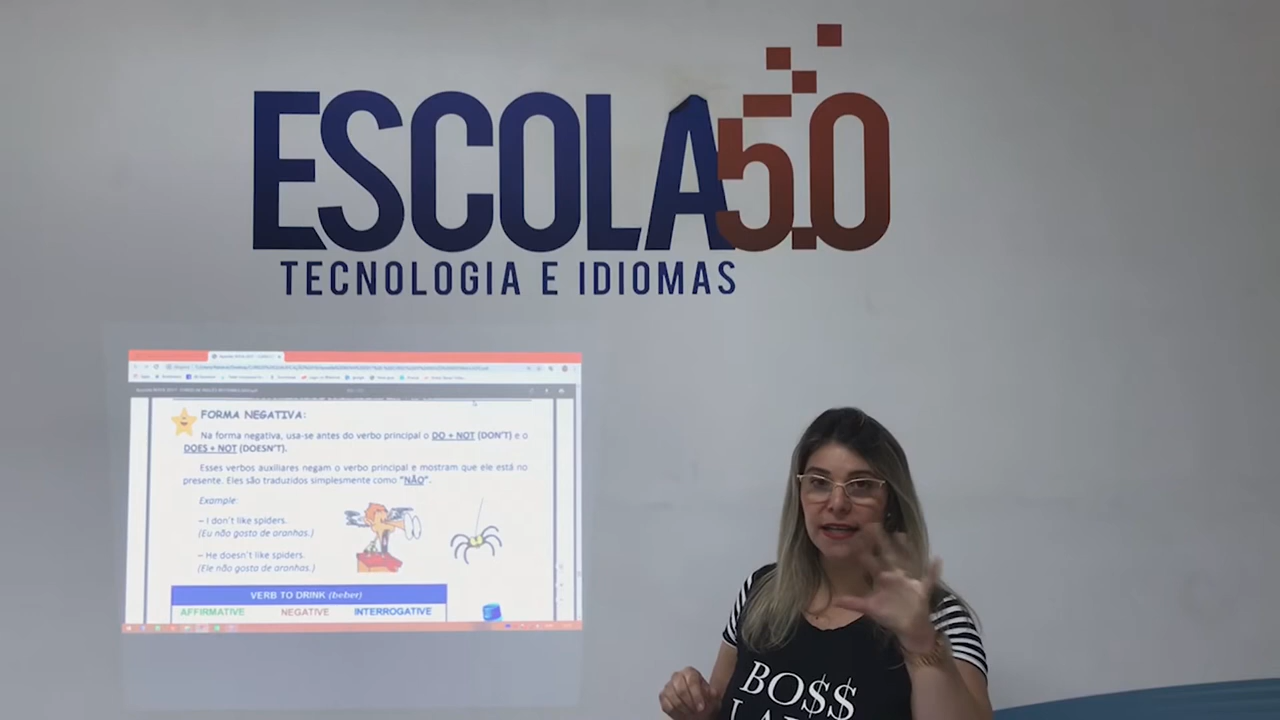 ESCOLA 5.0
TECNOLOGIA E IDIOMAS
FORMA NEGATIVA:
Na forma negativa, usa-se antes do verbo principal o DO + NOT (DON'T) e o
DOES + NOT (DOESN'T).
Esses verbos auxiliares negam o verbo principal e mostram que ele está no
presente. Eles são traduzidos simplesmente como "NÃO".
Example:
– I don't like spiders.
(Eu não gosto de aranhas.)
– He doesn't like spiders.
(Ele não gosta de aranhas.)
VERB TO DRINK (beber)
AFFIRMATIVE NEGATIVE INTERROGATIVE
BO$$